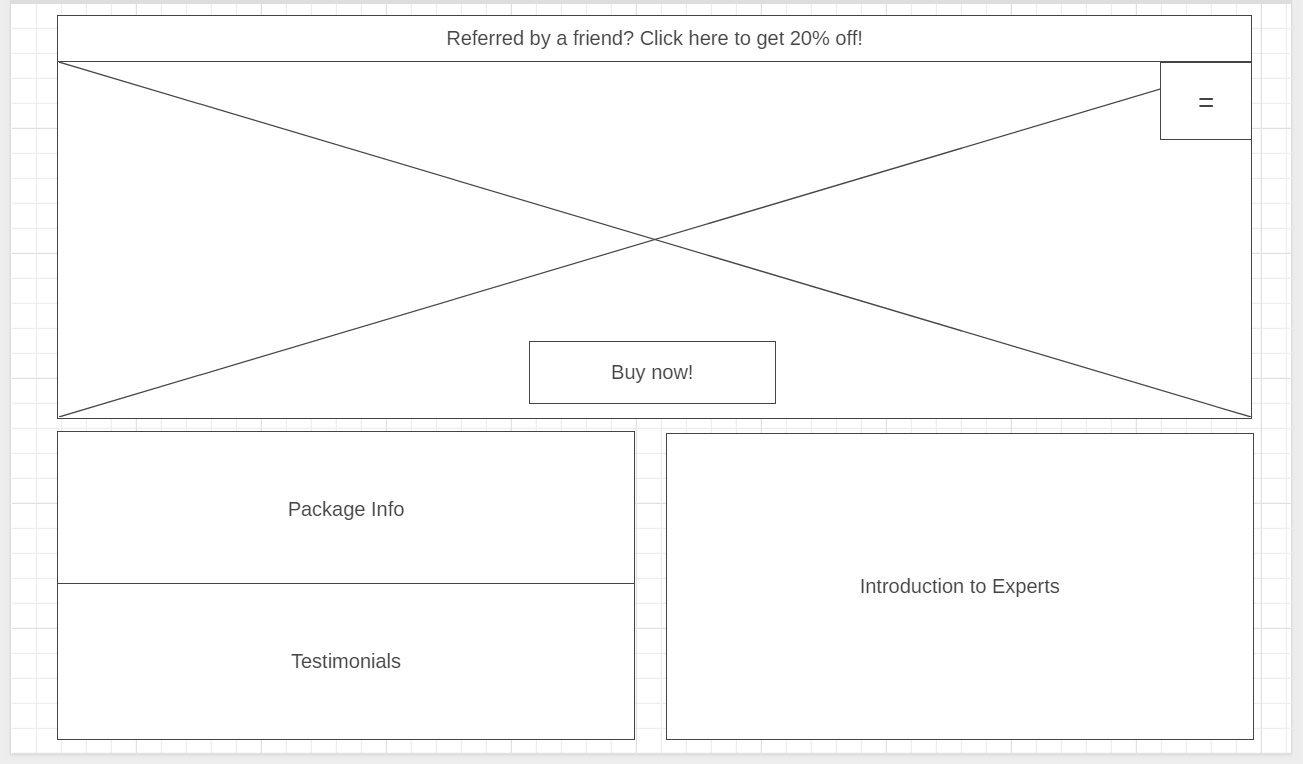 Referred by a friend? Click here to get 20% off!
=
Buy now!
Package Info
Introduction to Experts
Testimonials